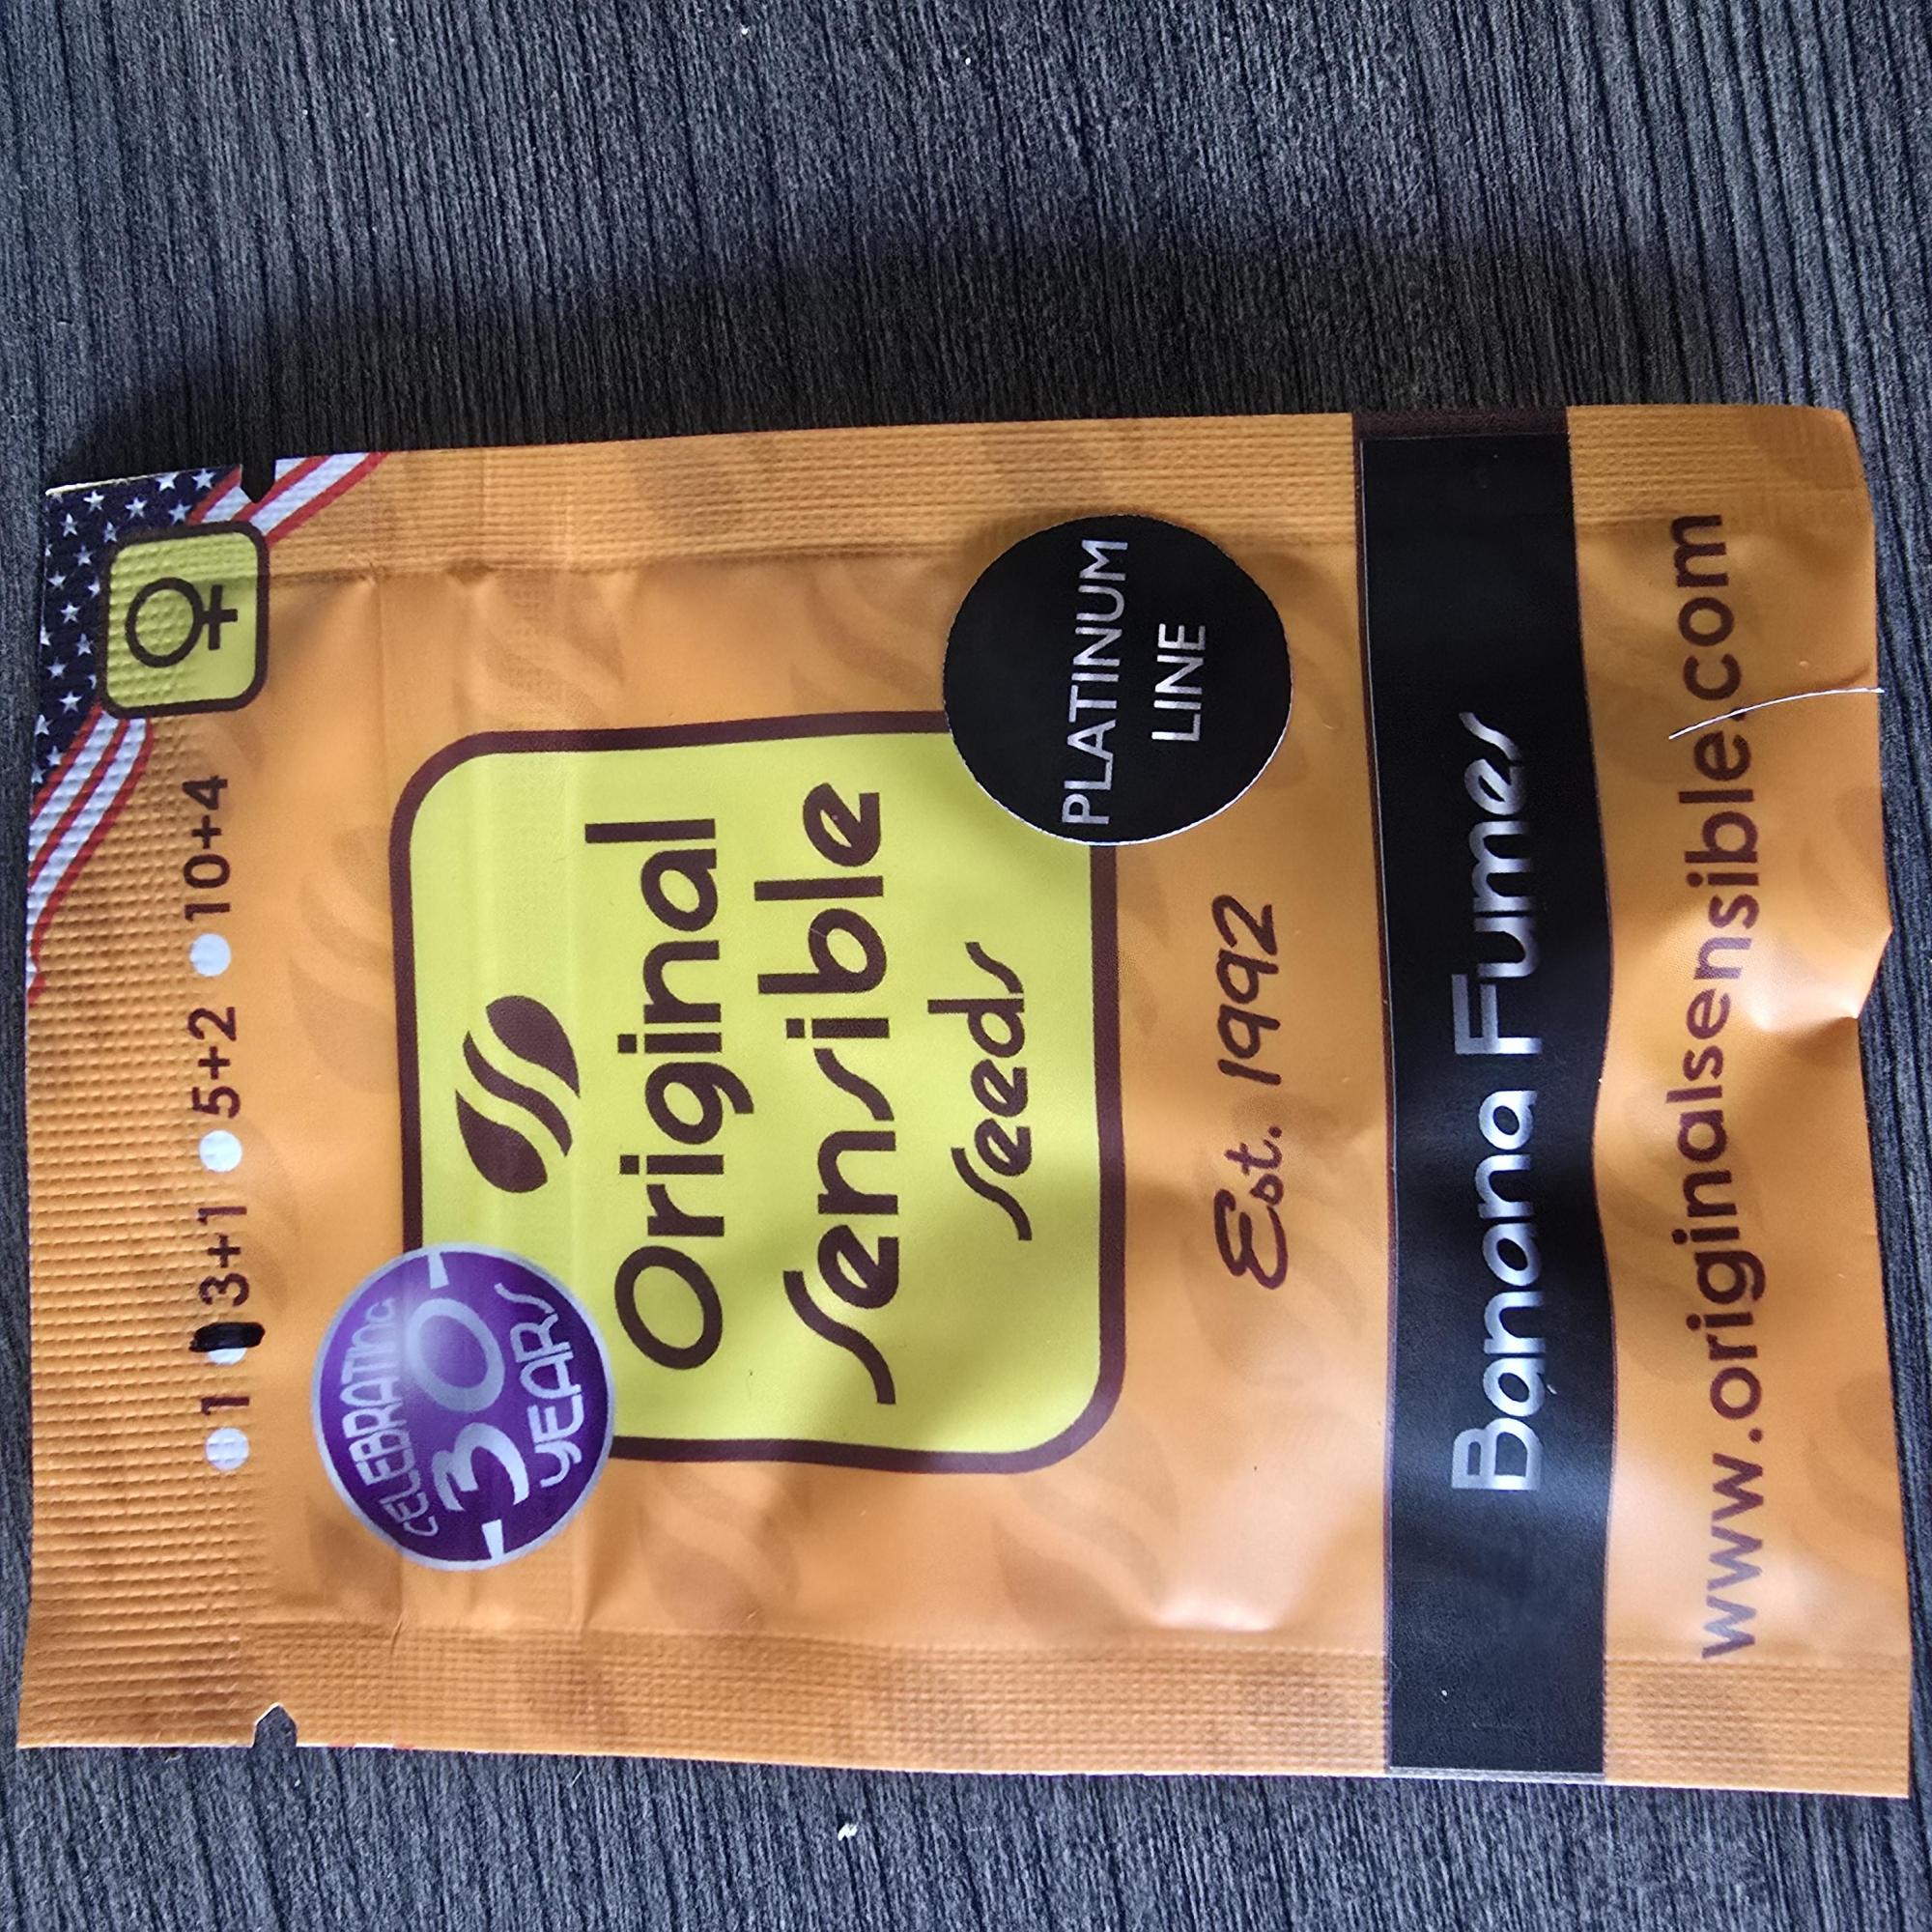 1 3+1 5+2 10+4
CELEBRATING
30
YEARS
Original
Sensible
Seeds
PLATINUM
LINE
Est. 1992
Banana Fumes
www.originalsensible.com